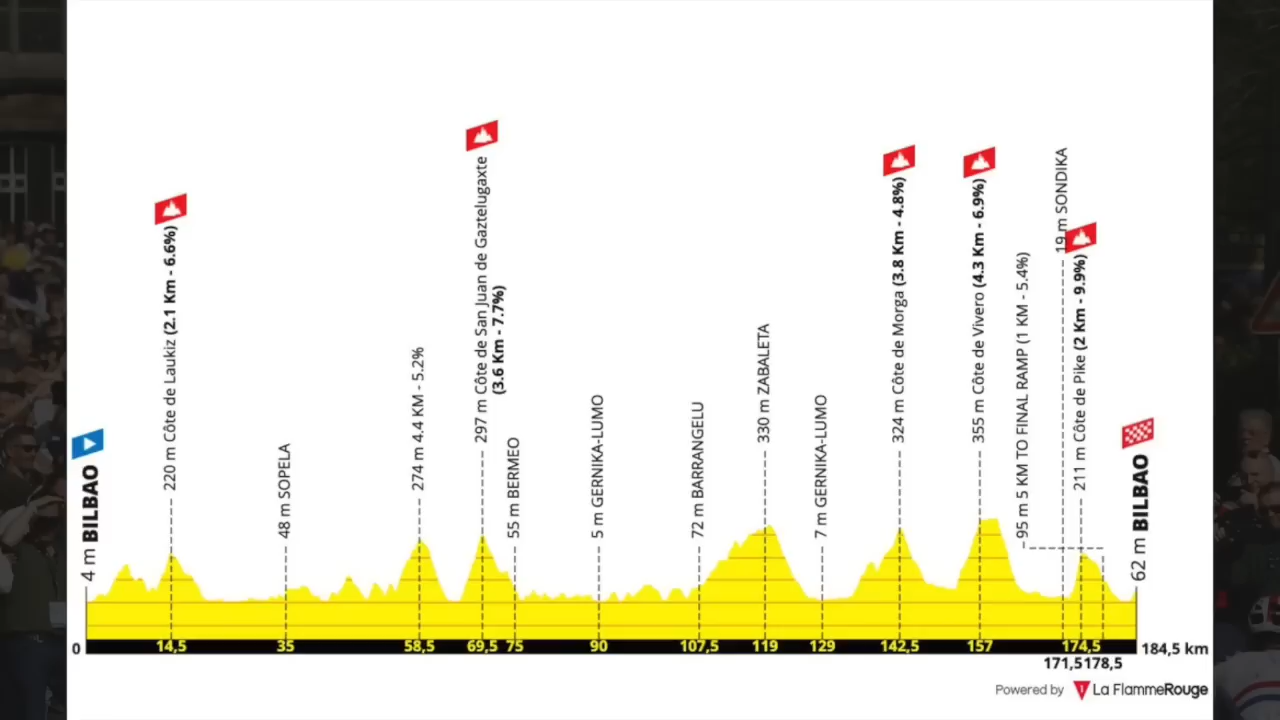 4 m BILBAO
220 m Côte de Laukiz (2.1 Km - 6.6%)
48 m SOPELA
274 m 4.4 KM - 5.2%
297 m Côte de San Juan de Gaztelugaxte
(3.6 Km - 7.7%)
55 m BERMEO
5 m GERNIKA-LUMO
72 m BARRANGELU
330 m ZABALETA
7 m GERNIKA-LUMO
324 m Côte de Morga (3.8 Km - 4.8%)
355 m Côte de Vivero (4.3 Km - 6.9%)
95 m 5 KM TO FINAL RAMP (1 KM - 5.4%)
19 m SONDIKA
211 m Côte de Pike (2 Km - 9.9%)
62 m BILBAO
0 14,5 35 58,5 69,5 75 90 107,5 119 129 142,5 157 174,5 184,5 km
171,5 178,5
Powered by La FlammeRouge